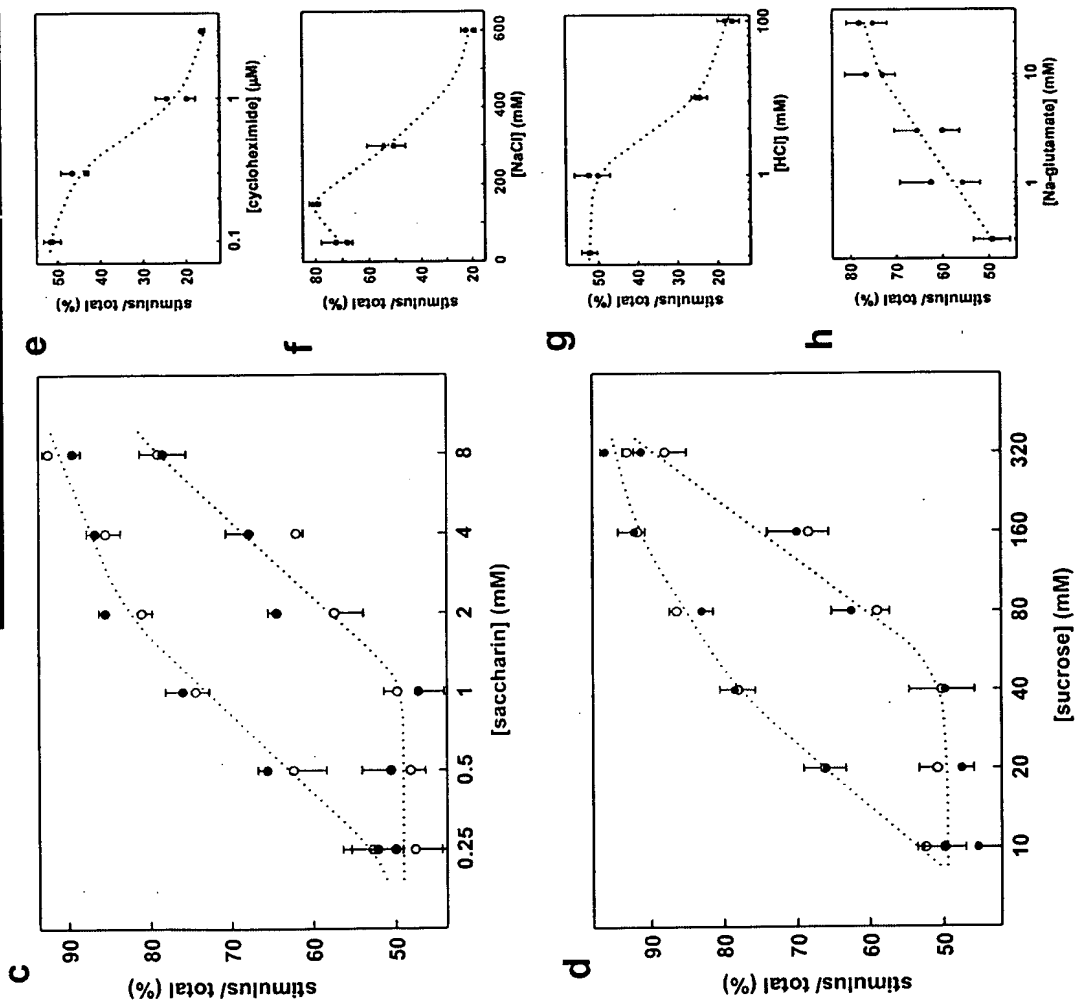 c
stimulus/ total (%)
90
80
70
60
50
0.25
0.5
1
2
4
8
[saccharin] (mM)
d
stimulus/ total (%)
90
80
70
60
50
10
20
40
80
160
320
[sucrose] (mM)
e
stimulus/ total (%)
50
40
30
20
0.1
1
[cycloheximide] (µM)
f
stimulus/ total (%)
80
60
40
20
0
200
400
600
[NaCl] (mM)
g
stimulus/ total (%)
50
40
30
20
1
100
[HCl] (mM)
h
stimulus/ total (%)
80
70
60
50
1
10
[Na-glutamate] (mM)